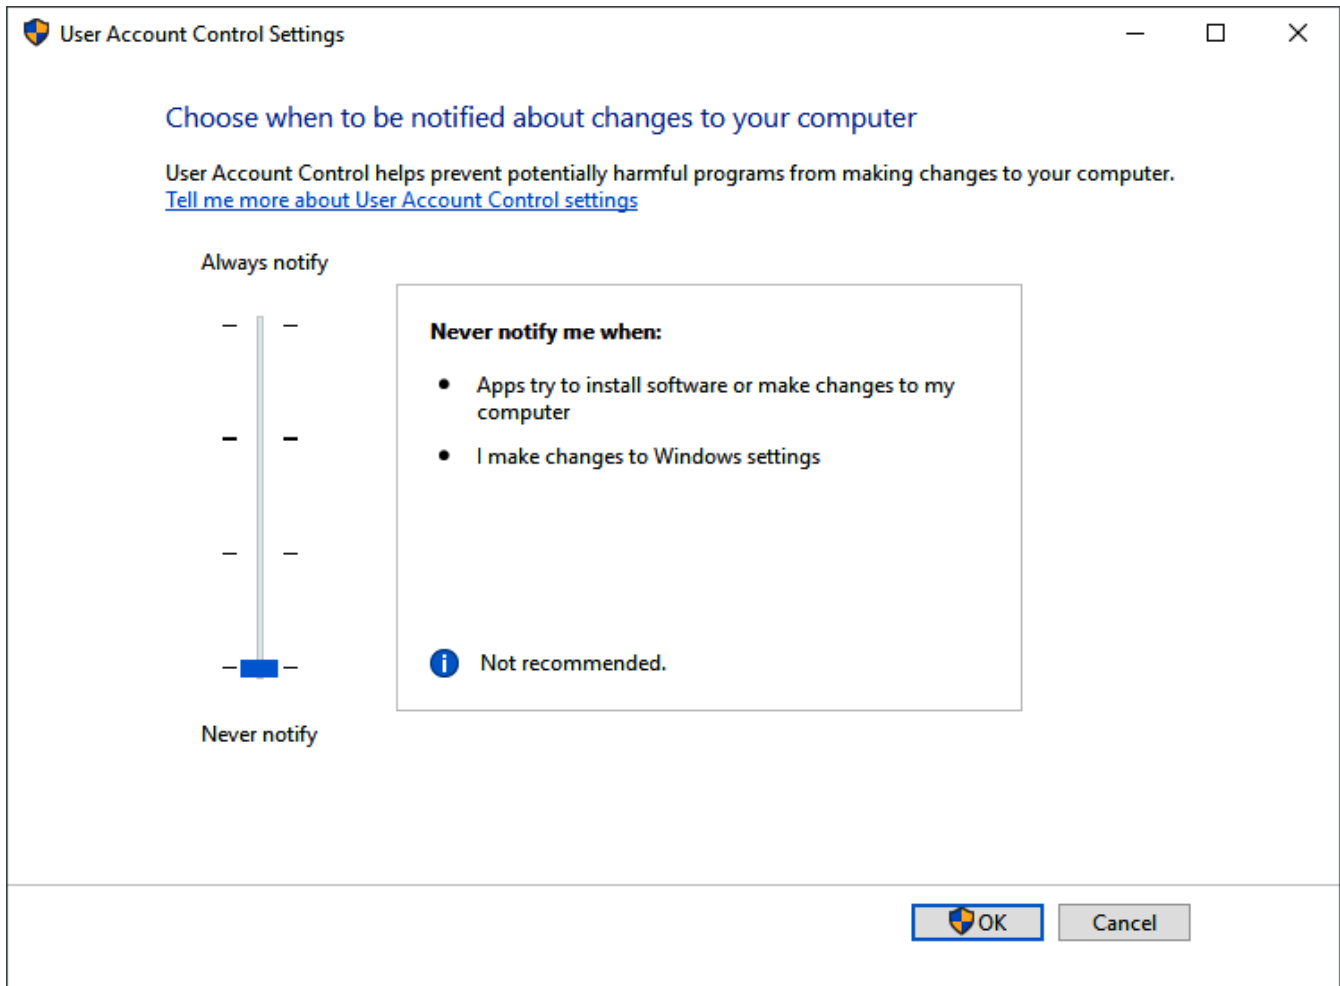 User Account Control Settings
Choose when to be notified about changes to your computer
User Account Control helps prevent potentially harmful programs from making changes to your computer.
Tell me more about User Account Control settings
Always notify
Never notify me when:
Apps try to install software or make changes to my
computer
I make changes to Windows settings
Not recommended.
Never notify
OK
Cancel